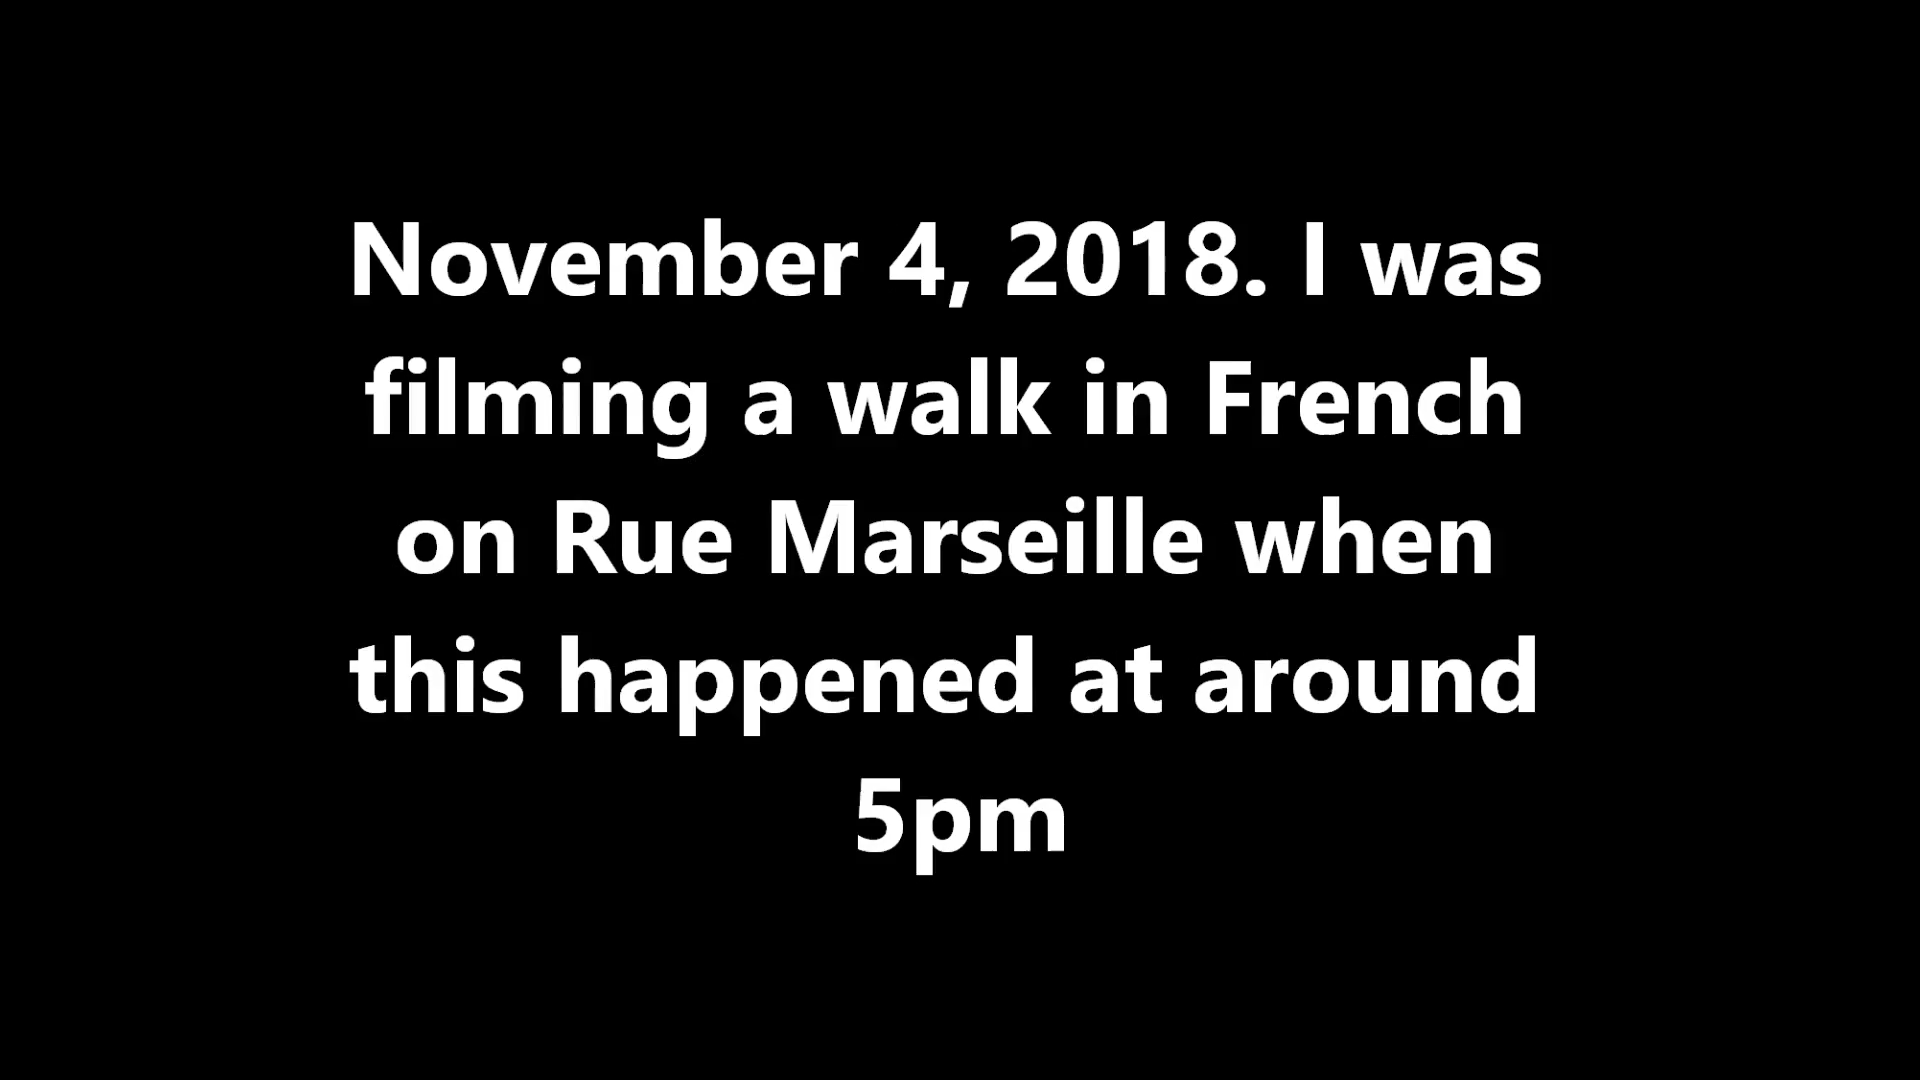 November 4, 2018. I was
filming a walk in French
on Rue Marseille when
this happened at around
5pm